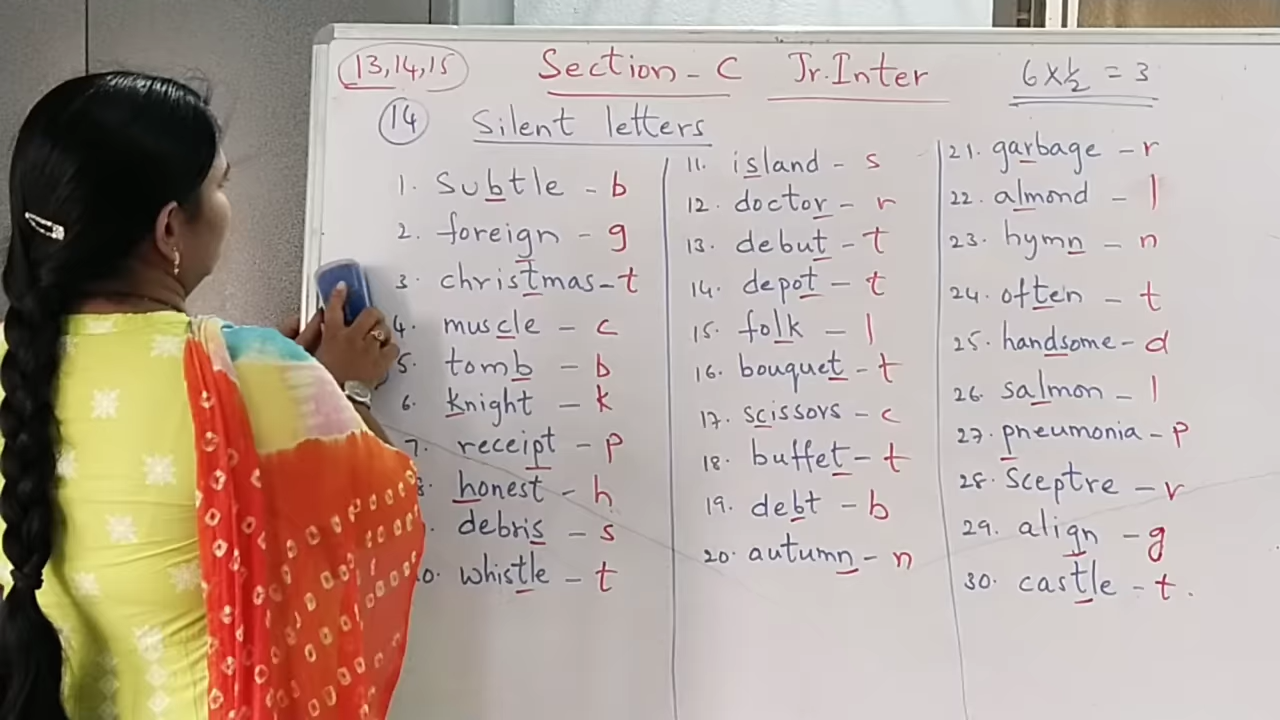 13,14,15 Section - C Jr. Inter 6 X ½ = 3
14 Silent letters
1. Subtle - b
2. foreign - g
3. christmas - t
4. muscle - c
5. tomb - b
6. Knight - k
7. receipt - p
8. honest - h
debris - s
10. whistle - t
11. island - s
12. doctor - r
13. debut - t
14. depot - t
15. folk - l
16. bouquet - t
17. scissors - c
18. buffet - t
19. debt - b
20. autumn - n
21. garbage - r
22. almond - l
23. hymn - n
24. often - t
25. handsome - d
26. salmon - l
27. pneumonia - p
28. Sceptre - r
29. align - g
30. castle - t.